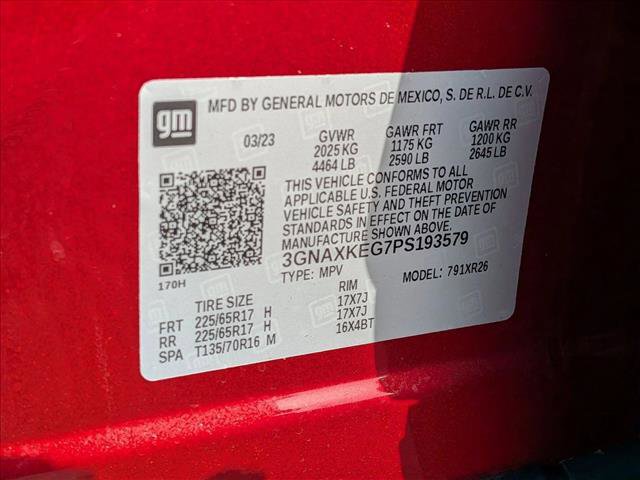 gm
MFD BY GENERAL MOTORS DE MEXICO, S. DE R.L. DE C.V.
03/23 GVWR GAWR FRT GAWR RR
2025 KG 1175 KG 1200 KG
4464 LB 2590 LB 2645 LB
THIS VEHICLE CONFORMS TO ALL
APPLICABLE U.S. FEDERAL MOTOR
VEHICLE SAFETY AND THEFT PREVENTION
STANDARDS IN EFFECT ON THE DATE OF
MANUFACTURE SHOWN ABOVE.
3GNAXKEG7PS193579
170H
TYPE: MPV MODEL: 791XR26
TIRE SIZE RIM
FRT 225/65R17 H 17X7J
RR 225/65R17 H 17X7J
SPA T135/70R16 M 16X4BT